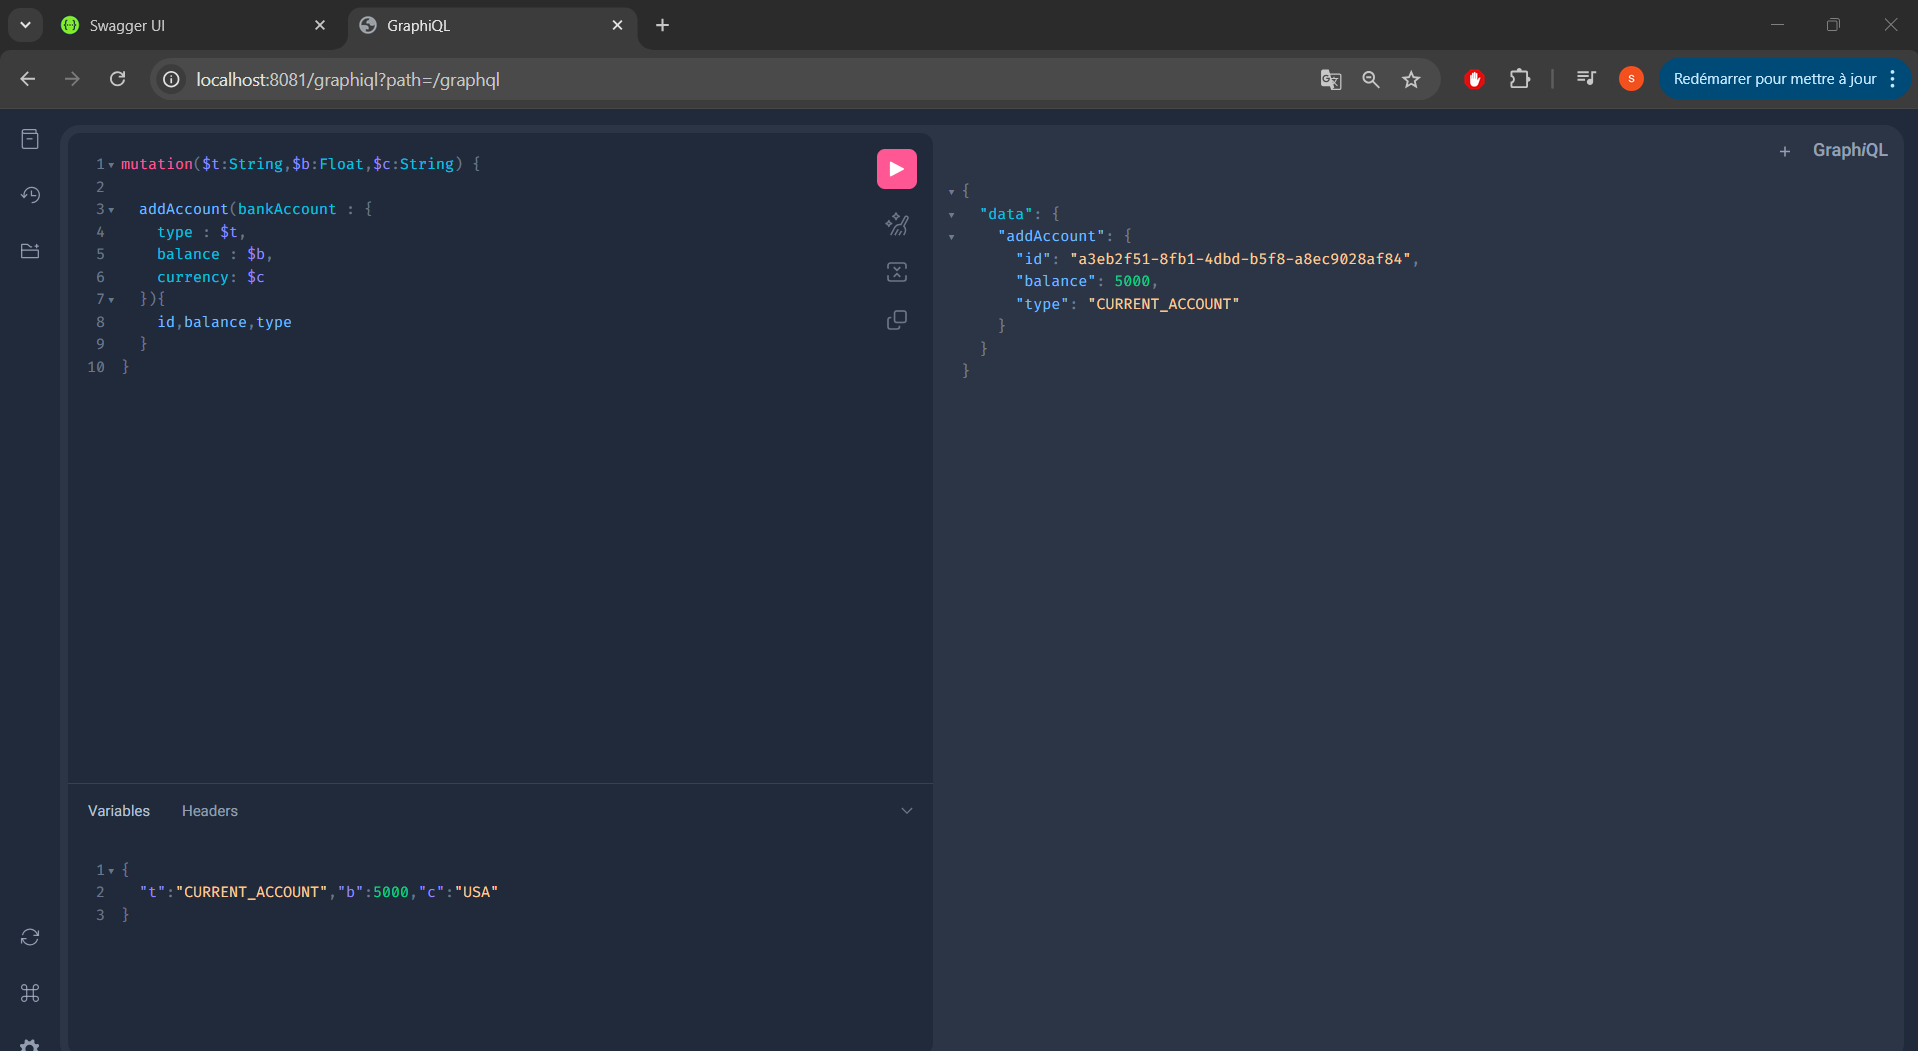 Swagger UI
GraphiQL
localhost:8081/graphiql?path=/graphql
S
Redémarrer pour mettre à jour
1 mutation($t:String,$b:Float,$c:String) {
2
3 addAccount(bankAccount : {
4 type : $t,
5 balance : $b,
6 currency: $c
7 }){
8 id,balance,type
9 }
10 }
Variables Headers
1 {
2 "t":"CURRENT_ACCOUNT","b":5000,"c":"USA"
3 }
+ GraphiQL
{
"data": {
"addAccount": {
"id": "a3eb2f51-8fb1-4dbd-b5f8-a8ec9028af84",
"balance": 5000,
"type": "CURRENT_ACCOUNT"
}
}
}